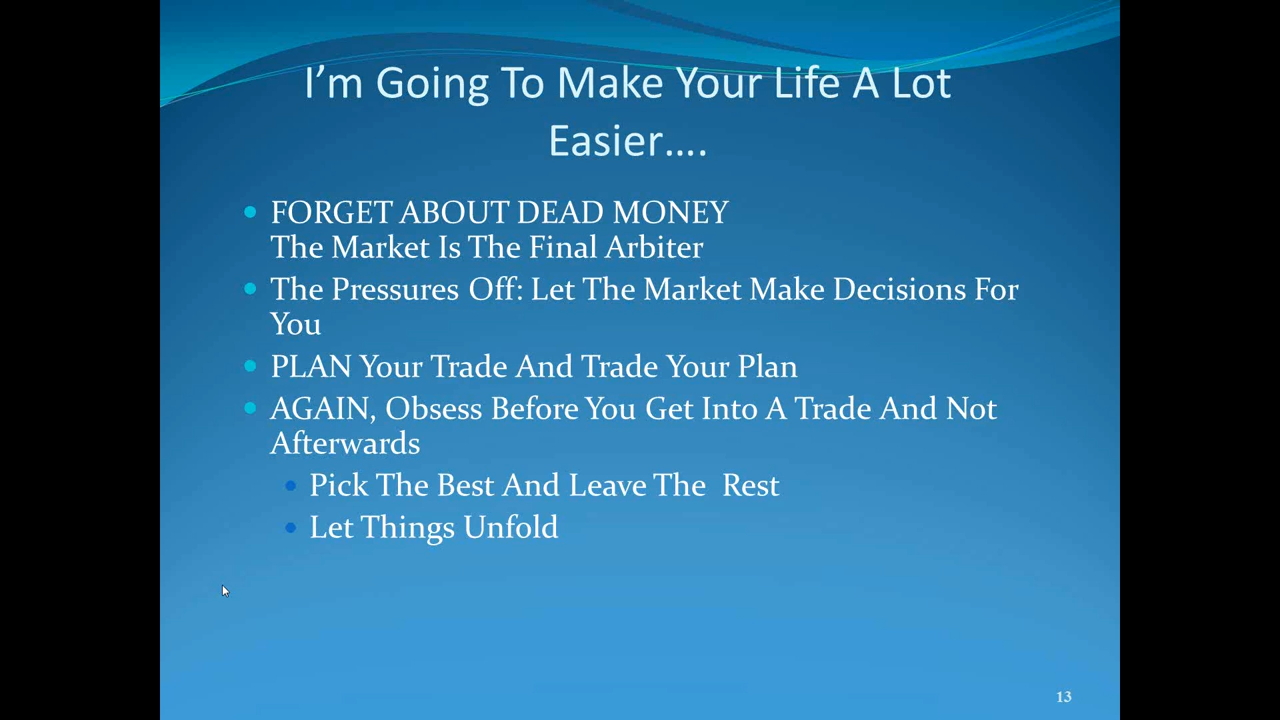 I'm Going To Make Your Life A Lot
Easier….
FORGET ABOUT DEAD MONEY
The Market Is The Final Arbiter
The Pressures Off: Let The Market Make Decisions For
You
PLAN Your Trade And Trade Your Plan
AGAIN, Obsess Before You Get Into A Trade And Not
Afterwards
Pick The Best And Leave The  Rest
Let Things Unfold
13